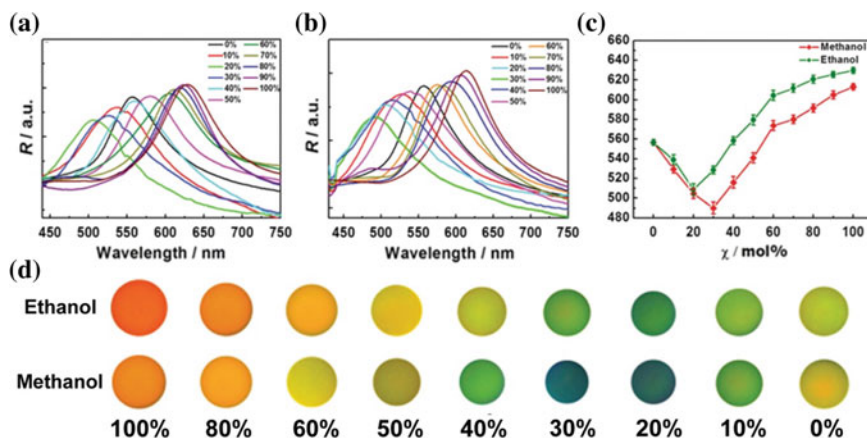 (a)
R / a.u.
0%
10%
20%
30%
40%
50%
60%
70%
80%
90%
100%
450 500 550 600 650 700 750
Wavelength / nm
(b)
R / a.u.
0%
10%
20%
30%
40%
50%
60%
70%
80%
90%
100%
450 500 550 600 650 700 750
Wavelength / nm
(c)
Methanol
Ethanol
660
640
620
600
580
560
540
520
500
480
0 20 40 60 80 100
χ / mol%
(d)
Ethanol
Methanol
100% 80% 60% 50% 40% 30% 20% 10% 0%